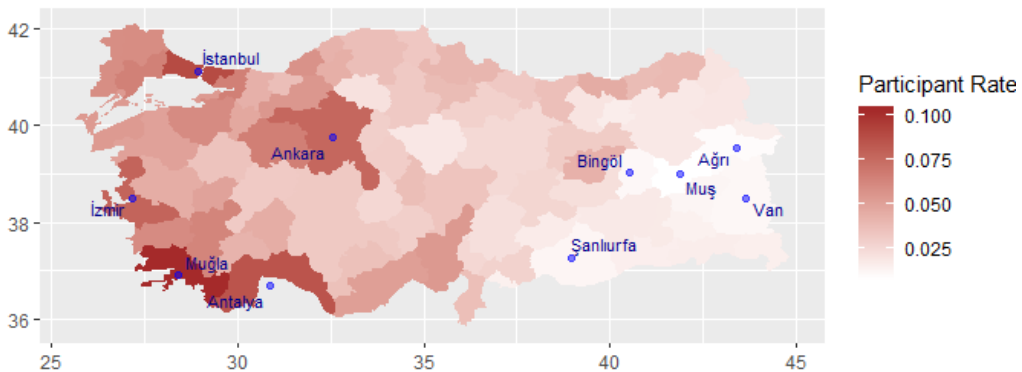 42
40
38
36
25
30
35
40
45
İstanbul
Ankara
İzmir
Muğla
Antalya
Bingöl
Ağrı
Muş
Van
Şanlıurfa
Participant Rate
0.100
0.075
0.050
0.025